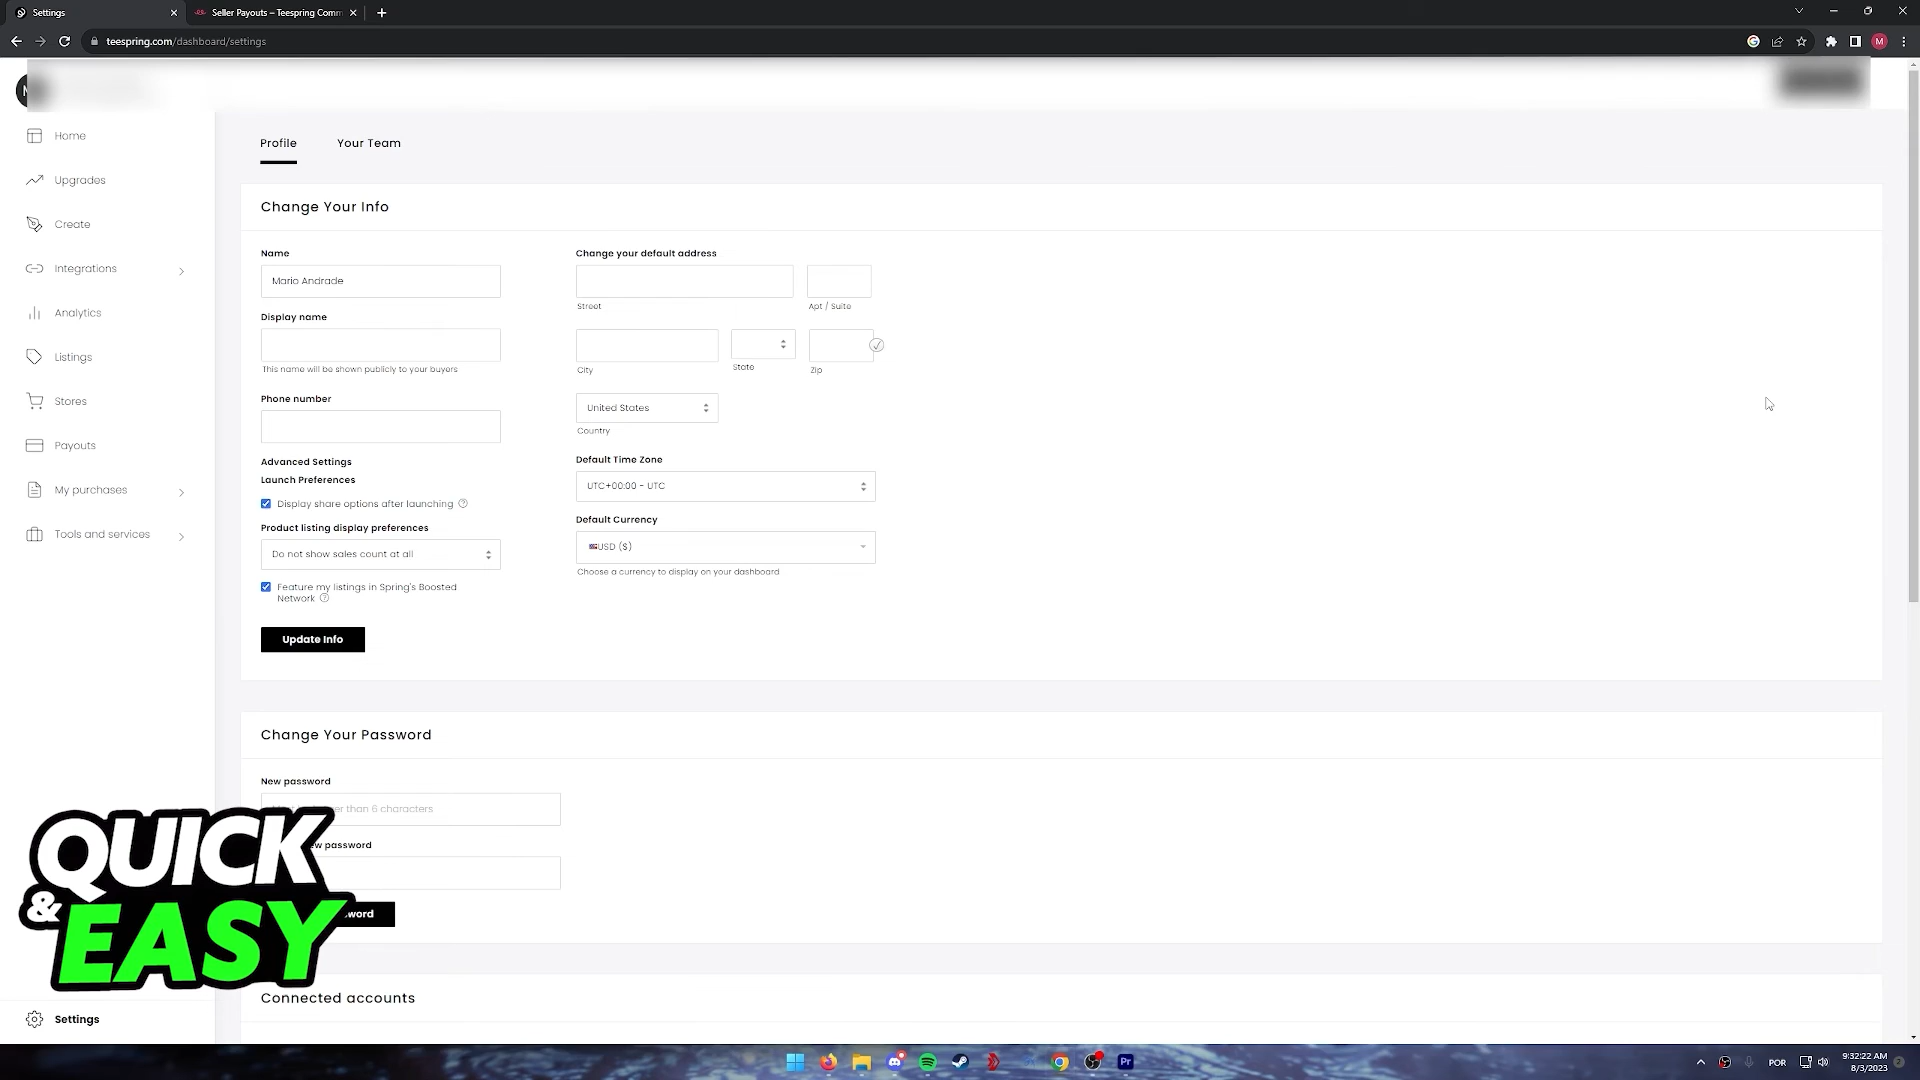 Settings
Seller Payouts – Teespring Comm
teespring.com/dashboard/settings
M
Home
Upgrades
Create
Integrations
Analytics
Listings
Stores
Payouts
My purchases
Tools and services
Settings
Profile
Your Team
Change Your Info
Name
Mario Andrade
Display name
This name will be shown publicly to your buyers
Phone number
Advanced Settings
Launch Preferences
Display share options after launching
Product listing display preferences
Do not show sales count at all
Feature my listings in Spring's Boosted
Network
Update Info
Change your default address
Street
Apt / Suite
City
State
Zip
United States
Country
Default Time Zone
UTC+00:00 - UTC
Default Currency
USD ($)
Choose a currency to display on your dashboard
Change Your Password
New password
than 6 characters
password
Connected accounts
QUICK
& EASY
Pr
POR
9:32:22 AM
8/3/2023